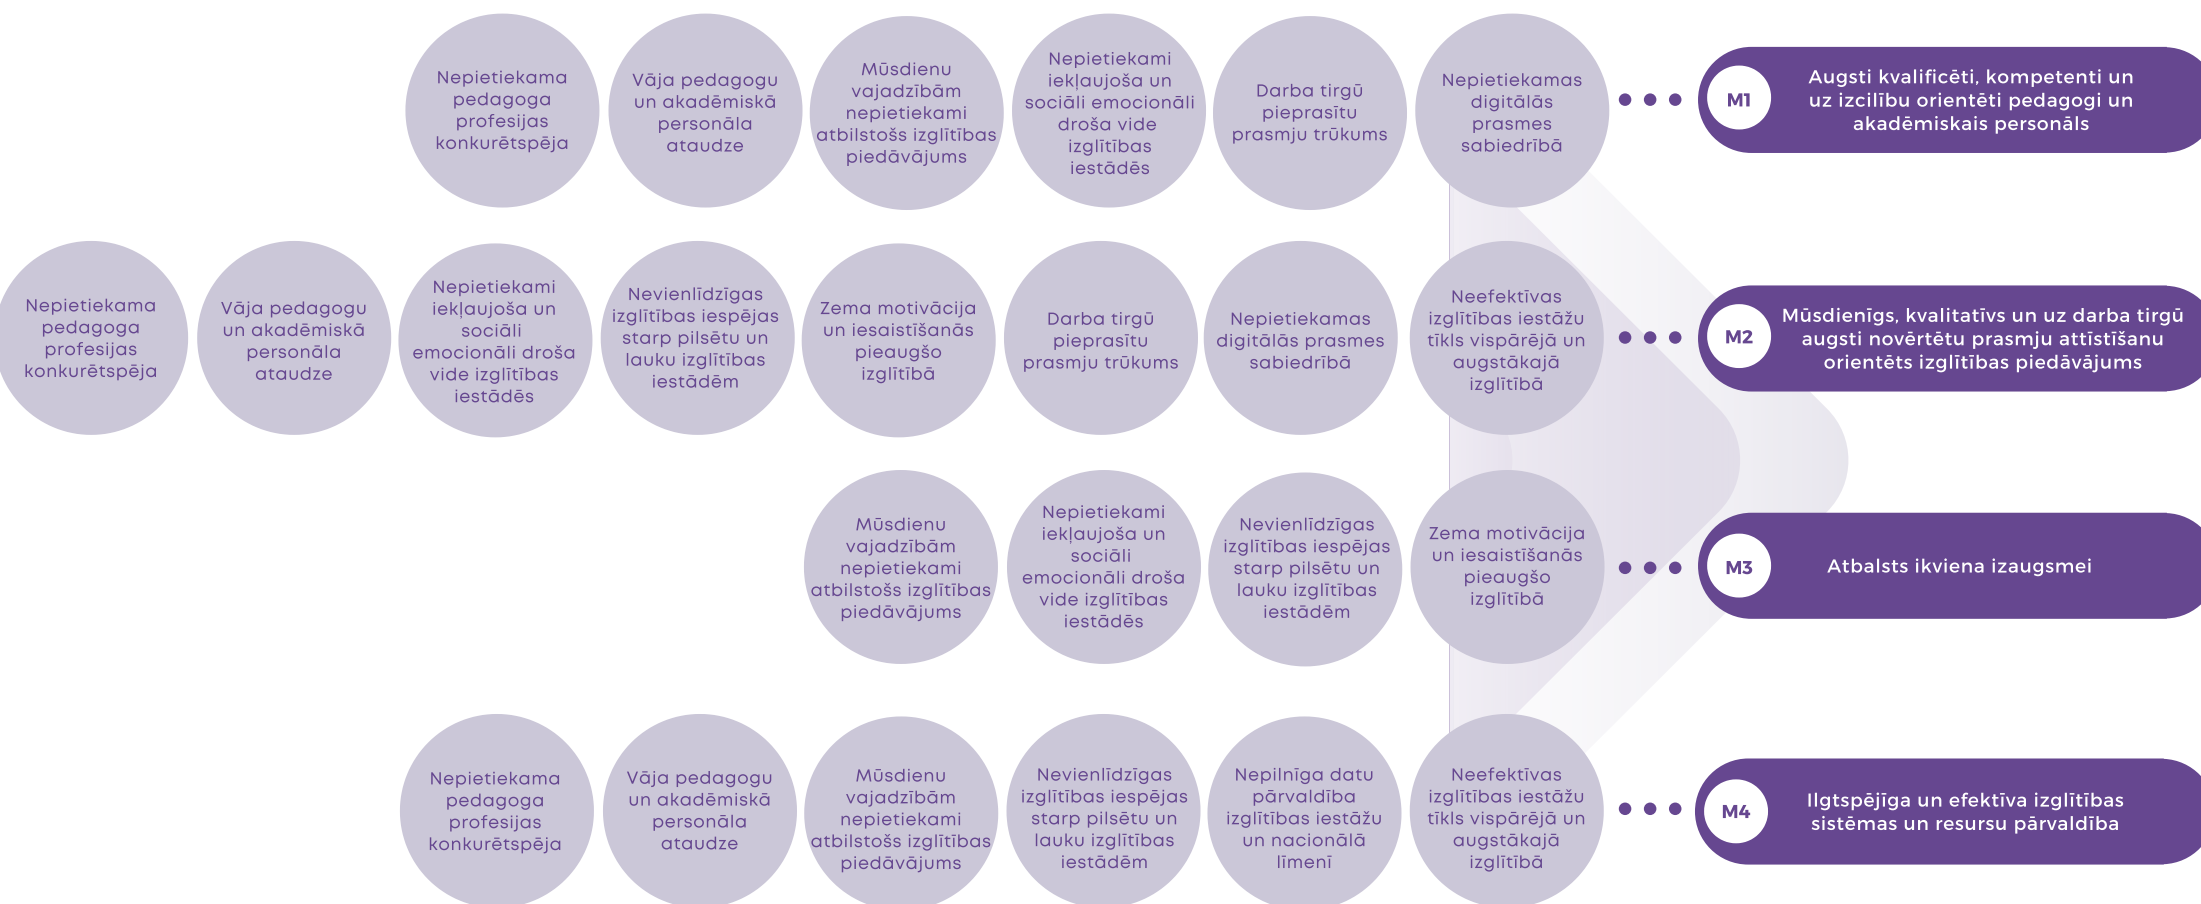 Nepietiekama
pedagoga
profesijas
konkurētspēja
Vāja pedagogu
un akadēmiskā
personāla
ataudze
Mūsdienu
vajadzībām
nepietiekami
atbilstošs izglītības
piedāvājums
Nepietiekami
iekļaujoša un
sociāli emocionāli
droša vide
izglītības
iestādēs
Darba tirgū
pieprasītu
prasmju trūkums
Nepietiekamas
digitālās
prasmes
sabiedrībā
M1
Augsti kvalificēti, kompetenti un
uz izcilību orientēti pedagogi un
akadēmiskais personāls
Nepietiekama
pedagoga
profesijas
konkurētspēja
Vāja pedagogu
un akadēmiskā
personāla
ataudze
Nepietiekami
iekļaujoša un
sociāli
emocionāli droša
vide izglītības
iestādēs
Nevienlīdzīgas
izglītības iespējas
starp pilsētu un
lauku izglītības
iestādēm
Zema motivācija
un iesaistīšanās
pieaugšo
izglītībā
Darba tirgū
pieprasītu
prasmju trūkums
Nepietiekamas
digitālās prasmes
sabiedrībā
Neefektīvas
izglītības iestāžu
tīkls vispārējā un
augstākajā
izglītībā
M2
Mūsdienīgs, kvalitatīvs un uz darba tirgū
augsti novērtētu prasmju attīstīšanu
orientēts izglītības piedāvājums
Mūsdienu
vajadzībām
nepietiekami
atbilstošs izglītības
piedāvājums
Nepietiekami
iekļaujoša un
sociāli
emocionāli droša
vide izglītības
iestādēs
Nevienlīdzīgas
izglītības iespējas
starp pilsētu un
lauku izglītības
iestādēm
Zema motivācija
un iesaistīšanās
pieaugšo
izglītībā
M3
Atbalsts ikviena izaugsmei
Nepietiekama
pedagoga
profesijas
konkurētspēja
Vāja pedagogu
un akadēmiskā
personāla
ataudze
Mūsdienu
vajadzībām
nepietiekami
atbilstošs izglītības
piedāvājums
Nevienlīdzīgas
izglītības iespējas
starp pilsētu un
lauku izglītības
iestādēm
Nepilnīga datu
pārvaldība
izglītības iestāžu
un nacionālā
līmenī
Neefektīvas
izglītības iestāžu
tīkls vispārējā un
augstākajā
izglītībā
M4
Ilgtspējīga un efektīva izglītības
sistēmas un resursu pārvaldība